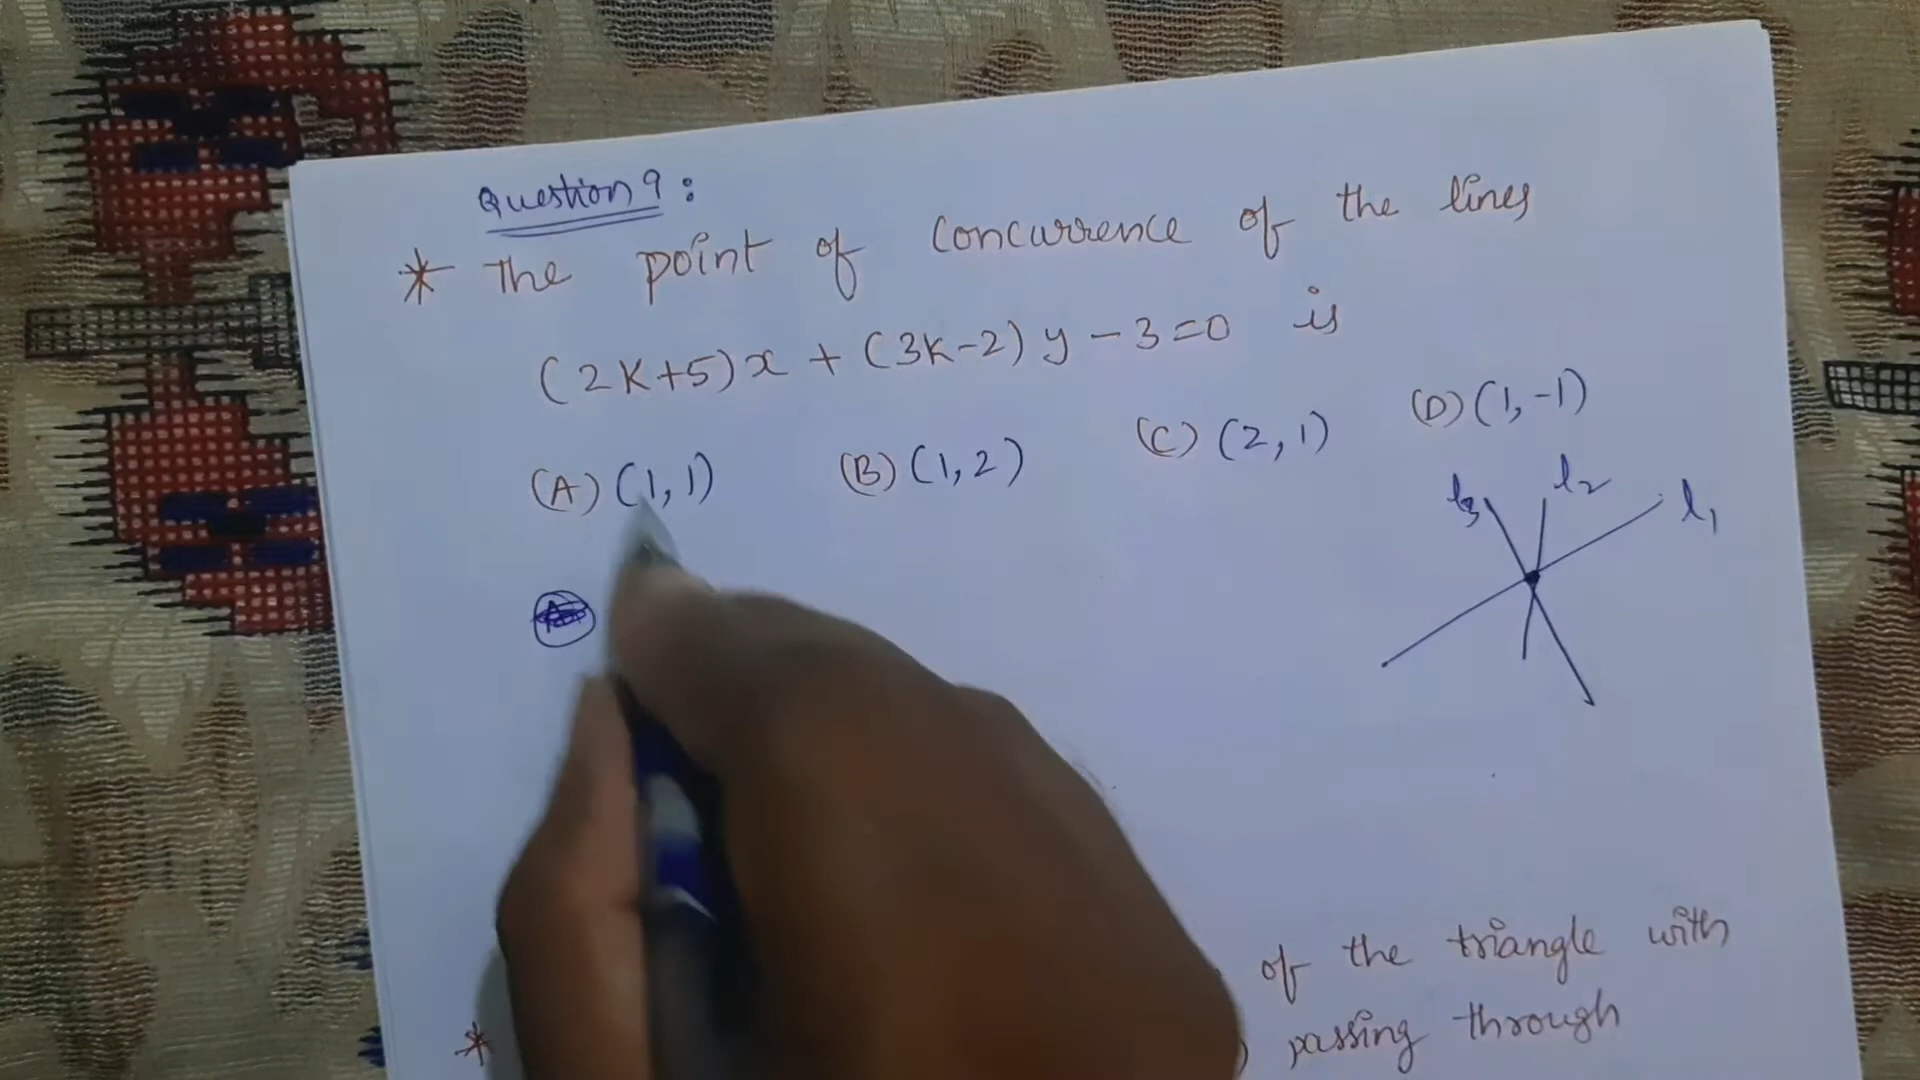 Question 9:
* The point of concurrence of the lines
(2K+5)x + (3K-2)y - 3=0 is
(A) (1, 1) (B) (1, 2) (C) (2, 1) (D) (1, -1)
l3 l2 l1
of the triangle with
* ) passing through